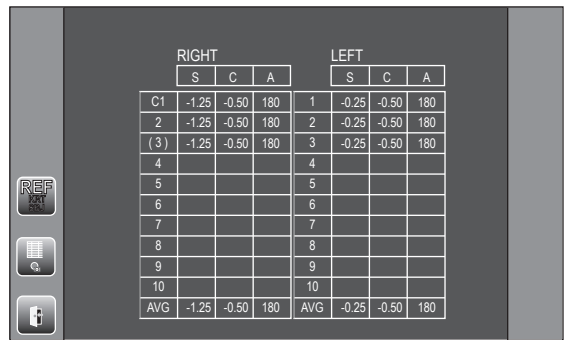 RIGHT LEFT
S C A S C A
C1 -1.25 -0.50 180 1 -0.25 -0.50 180
2 -1.25 -0.50 180 2 -0.25 -0.50 180
(3) -1.25 -0.50 180 3 -0.25 -0.50 180
4 4
5 5
6 6
7 7
8 8
9 9
10 10
AVG -1.25 -0.50 180 AVG -0.25 -0.50 180
REF
KRT